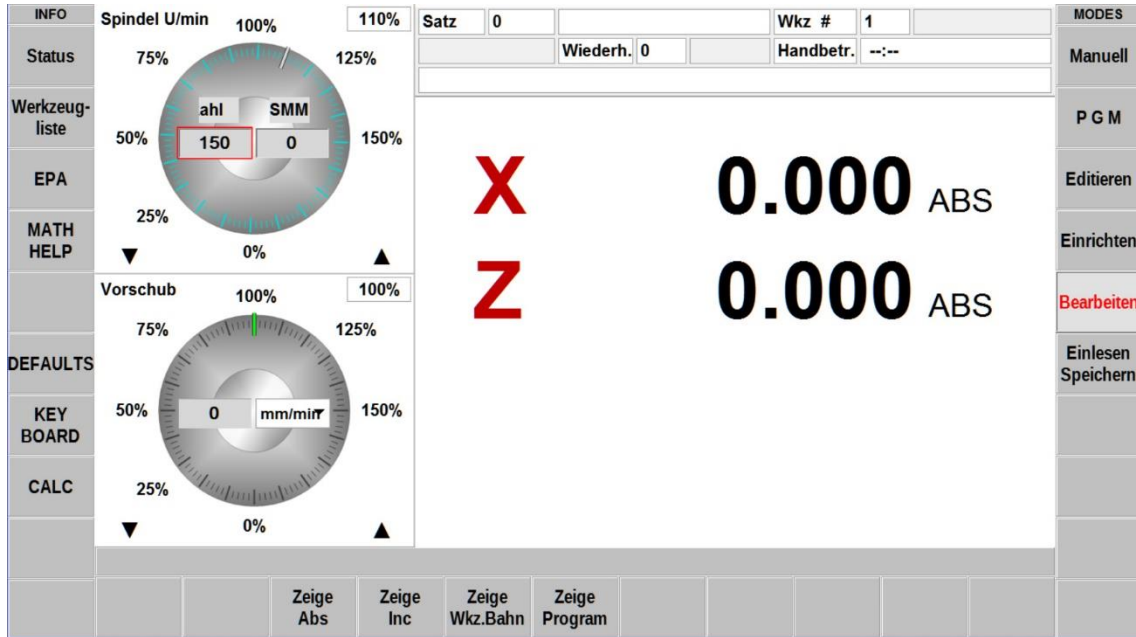 INFO
Status
Werkzeug-
liste
EPA
MATH
HELP
DEFAULTS
KEY
BOARD
CALC
Spindel U/min
110%
100%
75%
125%
ahl
SMM
50%
150
0
150%
25%
0%
▼
▲
Vorschub
100%
100%
75%
125%
50%
0
mm/min
150%
25%
0%
▼
▲
Satz 0 Wkz # 1
Wiederh. 0 Handbetr. --:--
X 0.000 ABS
Z 0.000 ABS
MODES
Manuell
P G M
Editieren
Einrichten
Bearbeiten
Einlesen
Speichern
Zeige
Abs
Zeige
Inc
Zeige
Wkz.Bahn
Zeige
Program